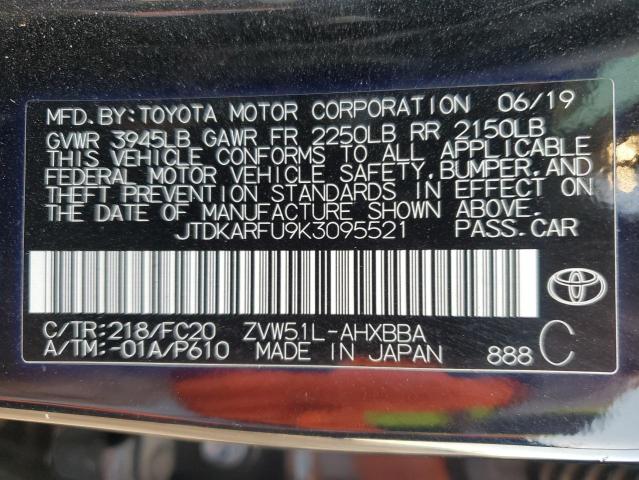 MFD.BY:TOYOTA MOTOR CORPORATION 06/19
GVWR 3945LB GAWR FR 2250LB RR 2150LB
THIS VEHICLE CONFORMS TO ALL APPLICABLE
FEDERAL MOTOR VEHICLE SAFETY,BUMPER,AND
THEFT PREVENTION STANDARDS IN EFFECT ON
THE DATE OF MANUFACTURE SHOWN ABOVE.
JTDKARFU9K3095521 PASS.CAR
C/TR:218/FC20 ZVW51L-AHXBBA
A/TM:-01A/P610 MADE IN JAPAN 888 C